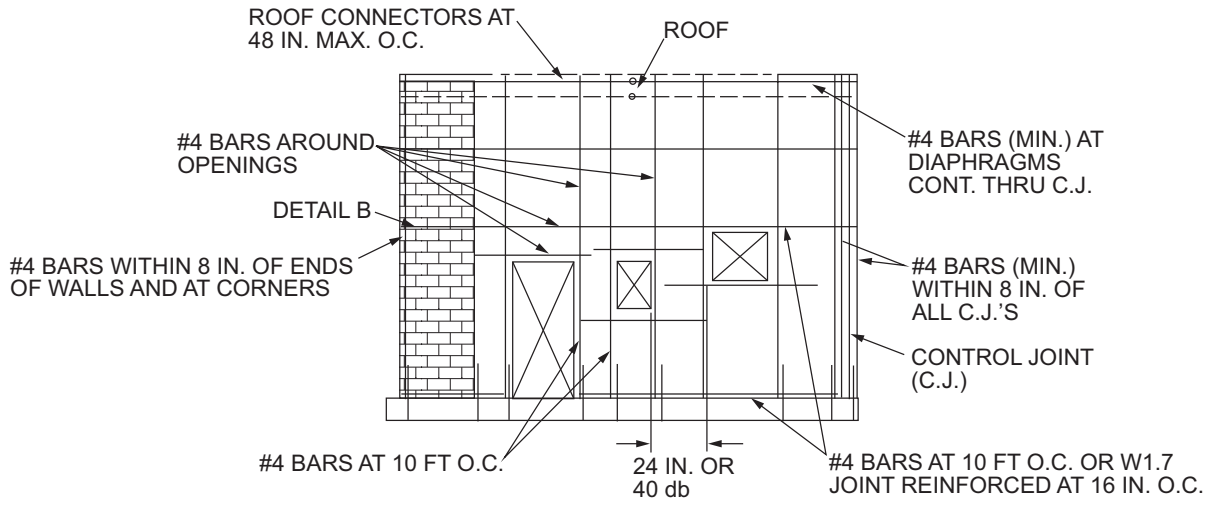 ROOF CONNECTORS AT
48 IN. MAX. O.C.
ROOF
#4 BARS AROUND
OPENINGS
#4 BARS (MIN.) AT
DIAPHRAGMS
CONT. THRU C.J.
DETAIL B
#4 BARS WITHIN 8 IN. OF ENDS
OF WALLS AND AT CORNERS
#4 BARS (MIN.)
WITHIN 8 IN. OF
ALL C.J.'S
CONTROL JOINT
(C.J.)
#4 BARS AT 10 FT O.C.
24 IN. OR
40 db
#4 BARS AT 10 FT O.C. OR W1.7
JOINT REINFORCED AT 16 IN. O.C.